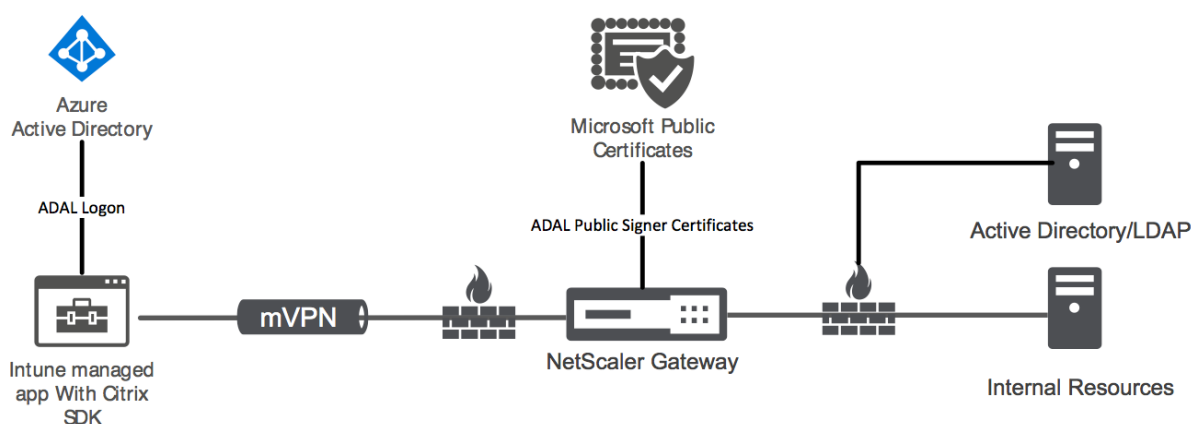 Azure
Active Directory
Microsoft Public
Certificates
ADAL Logon
ADAL Public Signer Certificates
Active Directory/LDAP
mVPN
NetScaler Gateway
Intune managed
app With Citrix
SDK
Internal Resources